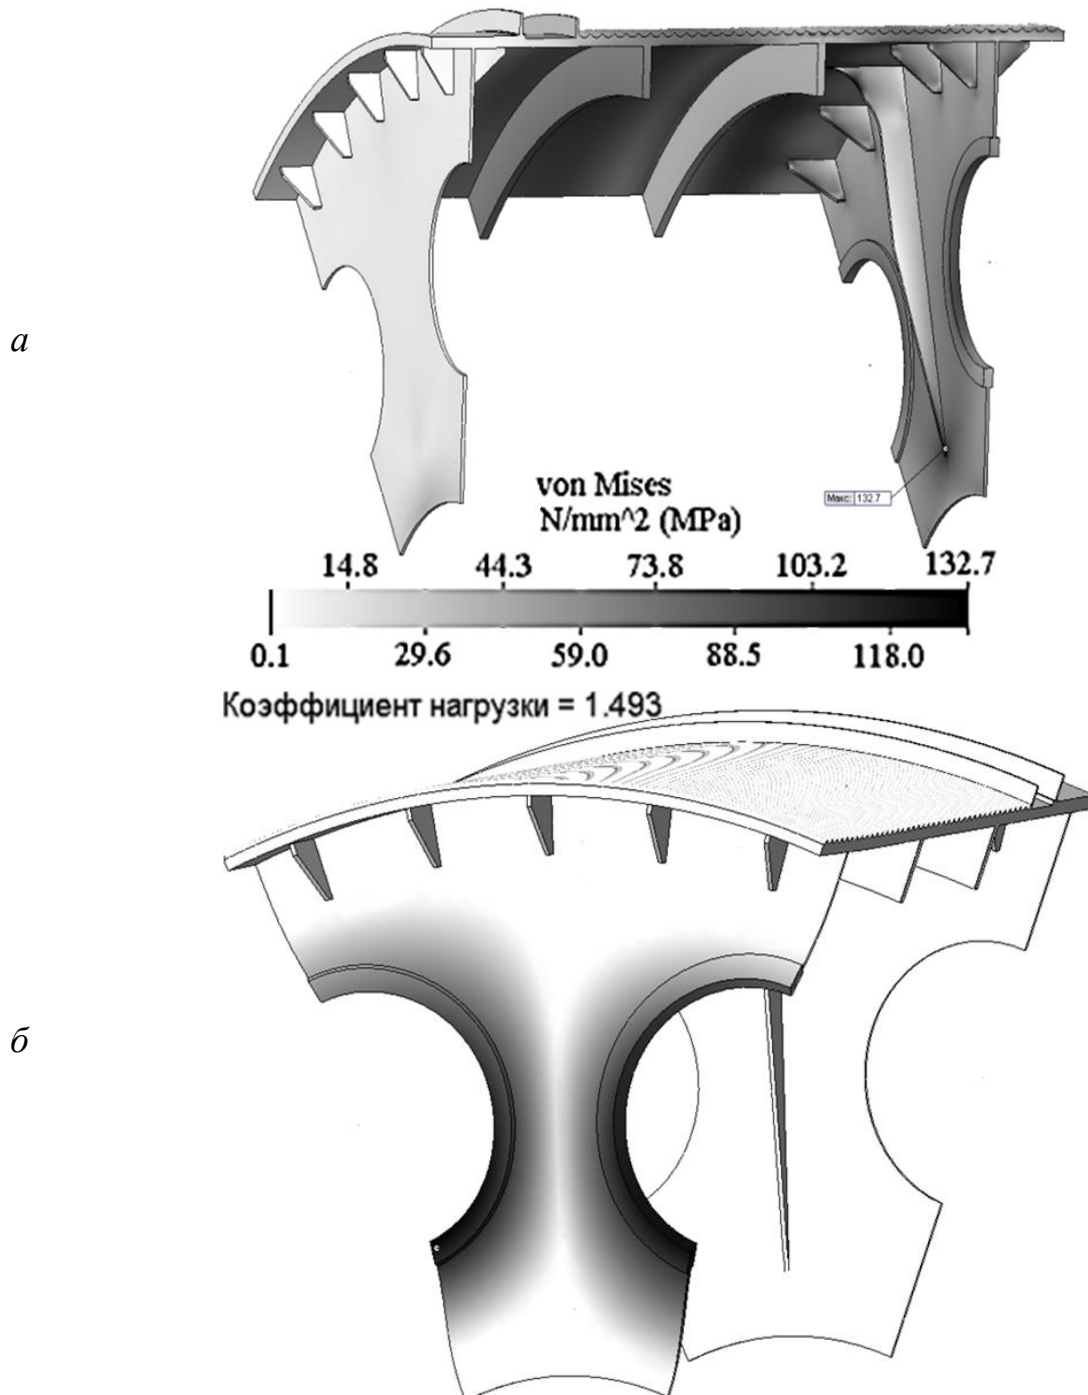 а
Макс: 132.7
von Mises
N/mm^2 (MPa)
14.8 44.3 73.8 103.2 132.7
0.1 29.6 59.0 88.5 118.0
Коэффициент нагрузки = 1.493
б